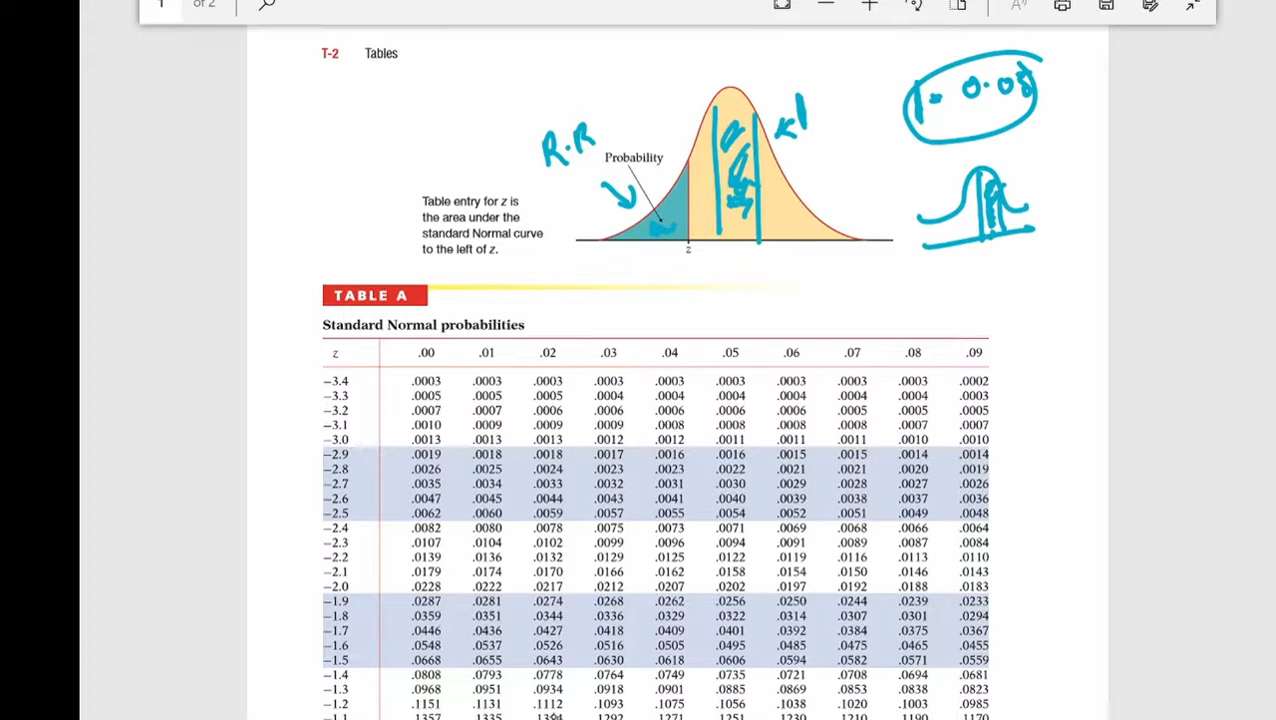 1 of 2
T-2 Tables
R.R
Probability
Table entry for z is
the area under the
standard Normal curve
to the left of z.
z
TABLE A
Standard Normal probabilities
z .00 .01 .02 .03 .04 .05 .06 .07 .08 .09
−3.4 .0003 .0003 .0003 .0003 .0003 .0003 .0003 .0003 .0003 .0002
−3.3 .0005 .0005 .0005 .0004 .0004 .0004 .0004 .0004 .0004 .0003
−3.2 .0007 .0007 .0006 .0006 .0006 .0006 .0006 .0005 .0005 .0005
−3.1 .0010 .0009 .0009 .0009 .0008 .0008 .0008 .0008 .0007 .0007
−3.0 .0013 .0013 .0013 .0012 .0012 .0011 .0011 .0011 .0010 .0010
−2.9 .0019 .0018 .0018 .0017 .0016 .0016 .0015 .0015 .0014 .0014
−2.8 .0026 .0025 .0024 .0023 .0023 .0022 .0021 .0021 .0020 .0019
−2.7 .0035 .0034 .0033 .0032 .0031 .0030 .0029 .0028 .0027 .0026
−2.6 .0047 .0045 .0044 .0043 .0041 .0040 .0039 .0038 .0037 .0036
−2.5 .0062 .0060 .0059 .0057 .0055 .0054 .0052 .0051 .0049 .0048
−2.4 .0082 .0080 .0078 .0075 .0073 .0071 .0069 .0068 .0066 .0064
−2.3 .0107 .0104 .0102 .0099 .0096 .0094 .0091 .0089 .0087 .0084
−2.2 .0139 .0136 .0132 .0129 .0125 .0122 .0119 .0116 .0113 .0110
−2.1 .0179 .0174 .0170 .0166 .0162 .0158 .0154 .0150 .0146 .0143
−2.0 .0228 .0222 .0217 .0212 .0207 .0202 .0197 .0192 .0188 .0183
−1.9 .0287 .0281 .0274 .0268 .0262 .0256 .0250 .0244 .0239 .0233
−1.8 .0359 .0351 .0344 .0336 .0329 .0322 .0314 .0307 .0301 .0294
−1.7 .0446 .0436 .0427 .0418 .0409 .0401 .0392 .0384 .0375 .0367
−1.6 .0548 .0537 .0526 .0516 .0505 .0495 .0485 .0475 .0465 .0455
−1.5 .0668 .0655 .0643 .0630 .0618 .0606 .0594 .0582 .0571 .0559
−1.4 .0808 .0793 .0778 .0764 .0749 .0735 .0721 .0708 .0694 .0681
−1.3 .0968 .0951 .0934 .0918 .0901 .0885 .0869 .0853 .0838 .0823
−1.2 .1151 .1131 .1112 .1093 .1075 .1056 .1038 .1020 .1003 .0985
−1.1 .1357 .1335 .1314 .1292 .1271 .1251 .1230 .1210 .1190 .1170